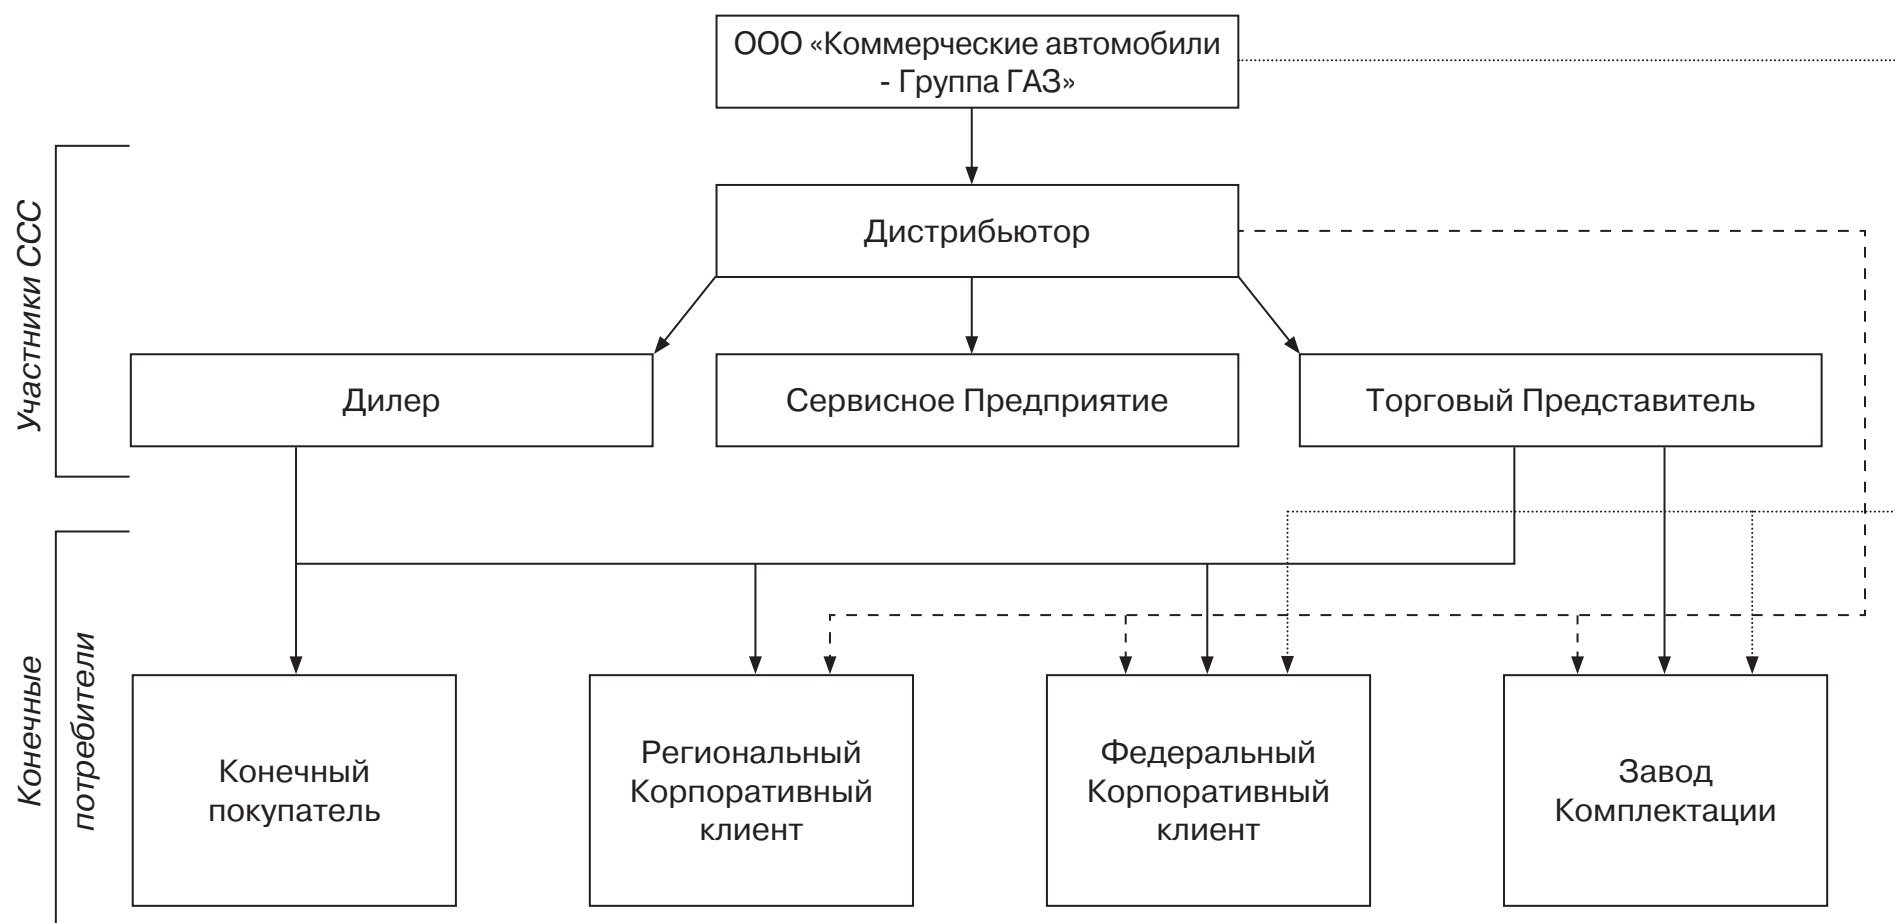 ООО «Коммерческие автомобили
- Группа ГАЗ»
Участники ССС
Дистрибьютор
Дилер
Сервисное Предприятие
Торговый Представитель
Конечные
потребители
Конечный
покупатель
Региональный
Корпоративный
клиент
Федеральный
Корпоративный
клиент
Завод
Комплектации